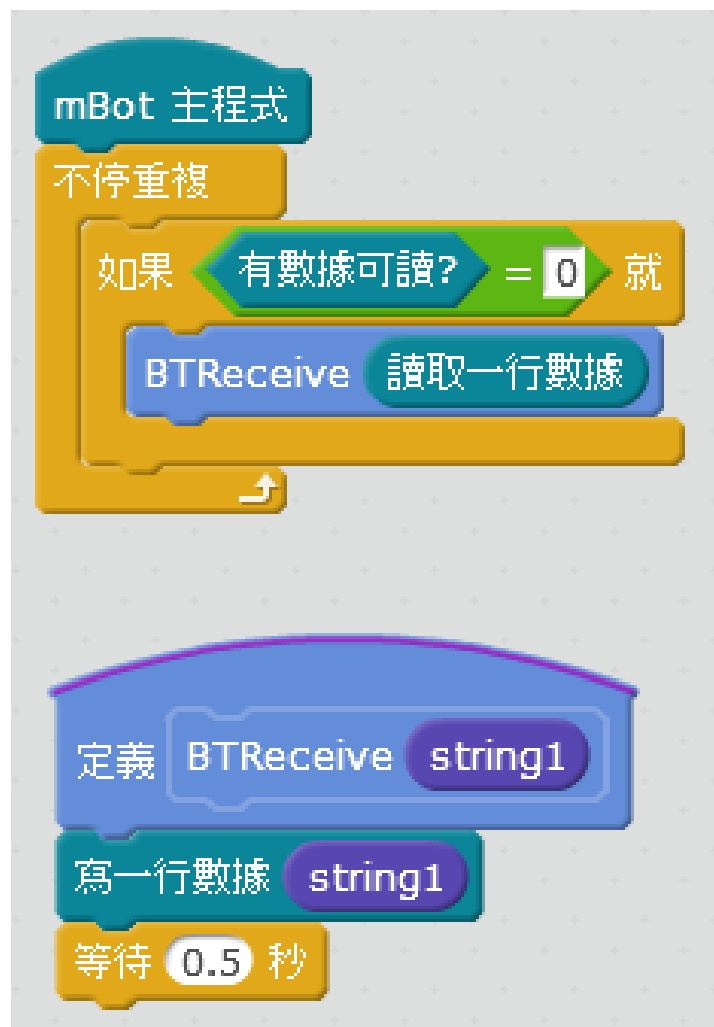 mBot 主程式
不停重複
如果 有數據可讀? = 0 就
BTReceive 讀取一行數據
定義 BTReceive string1
寫一行數據 string1
等待 0.5 秒